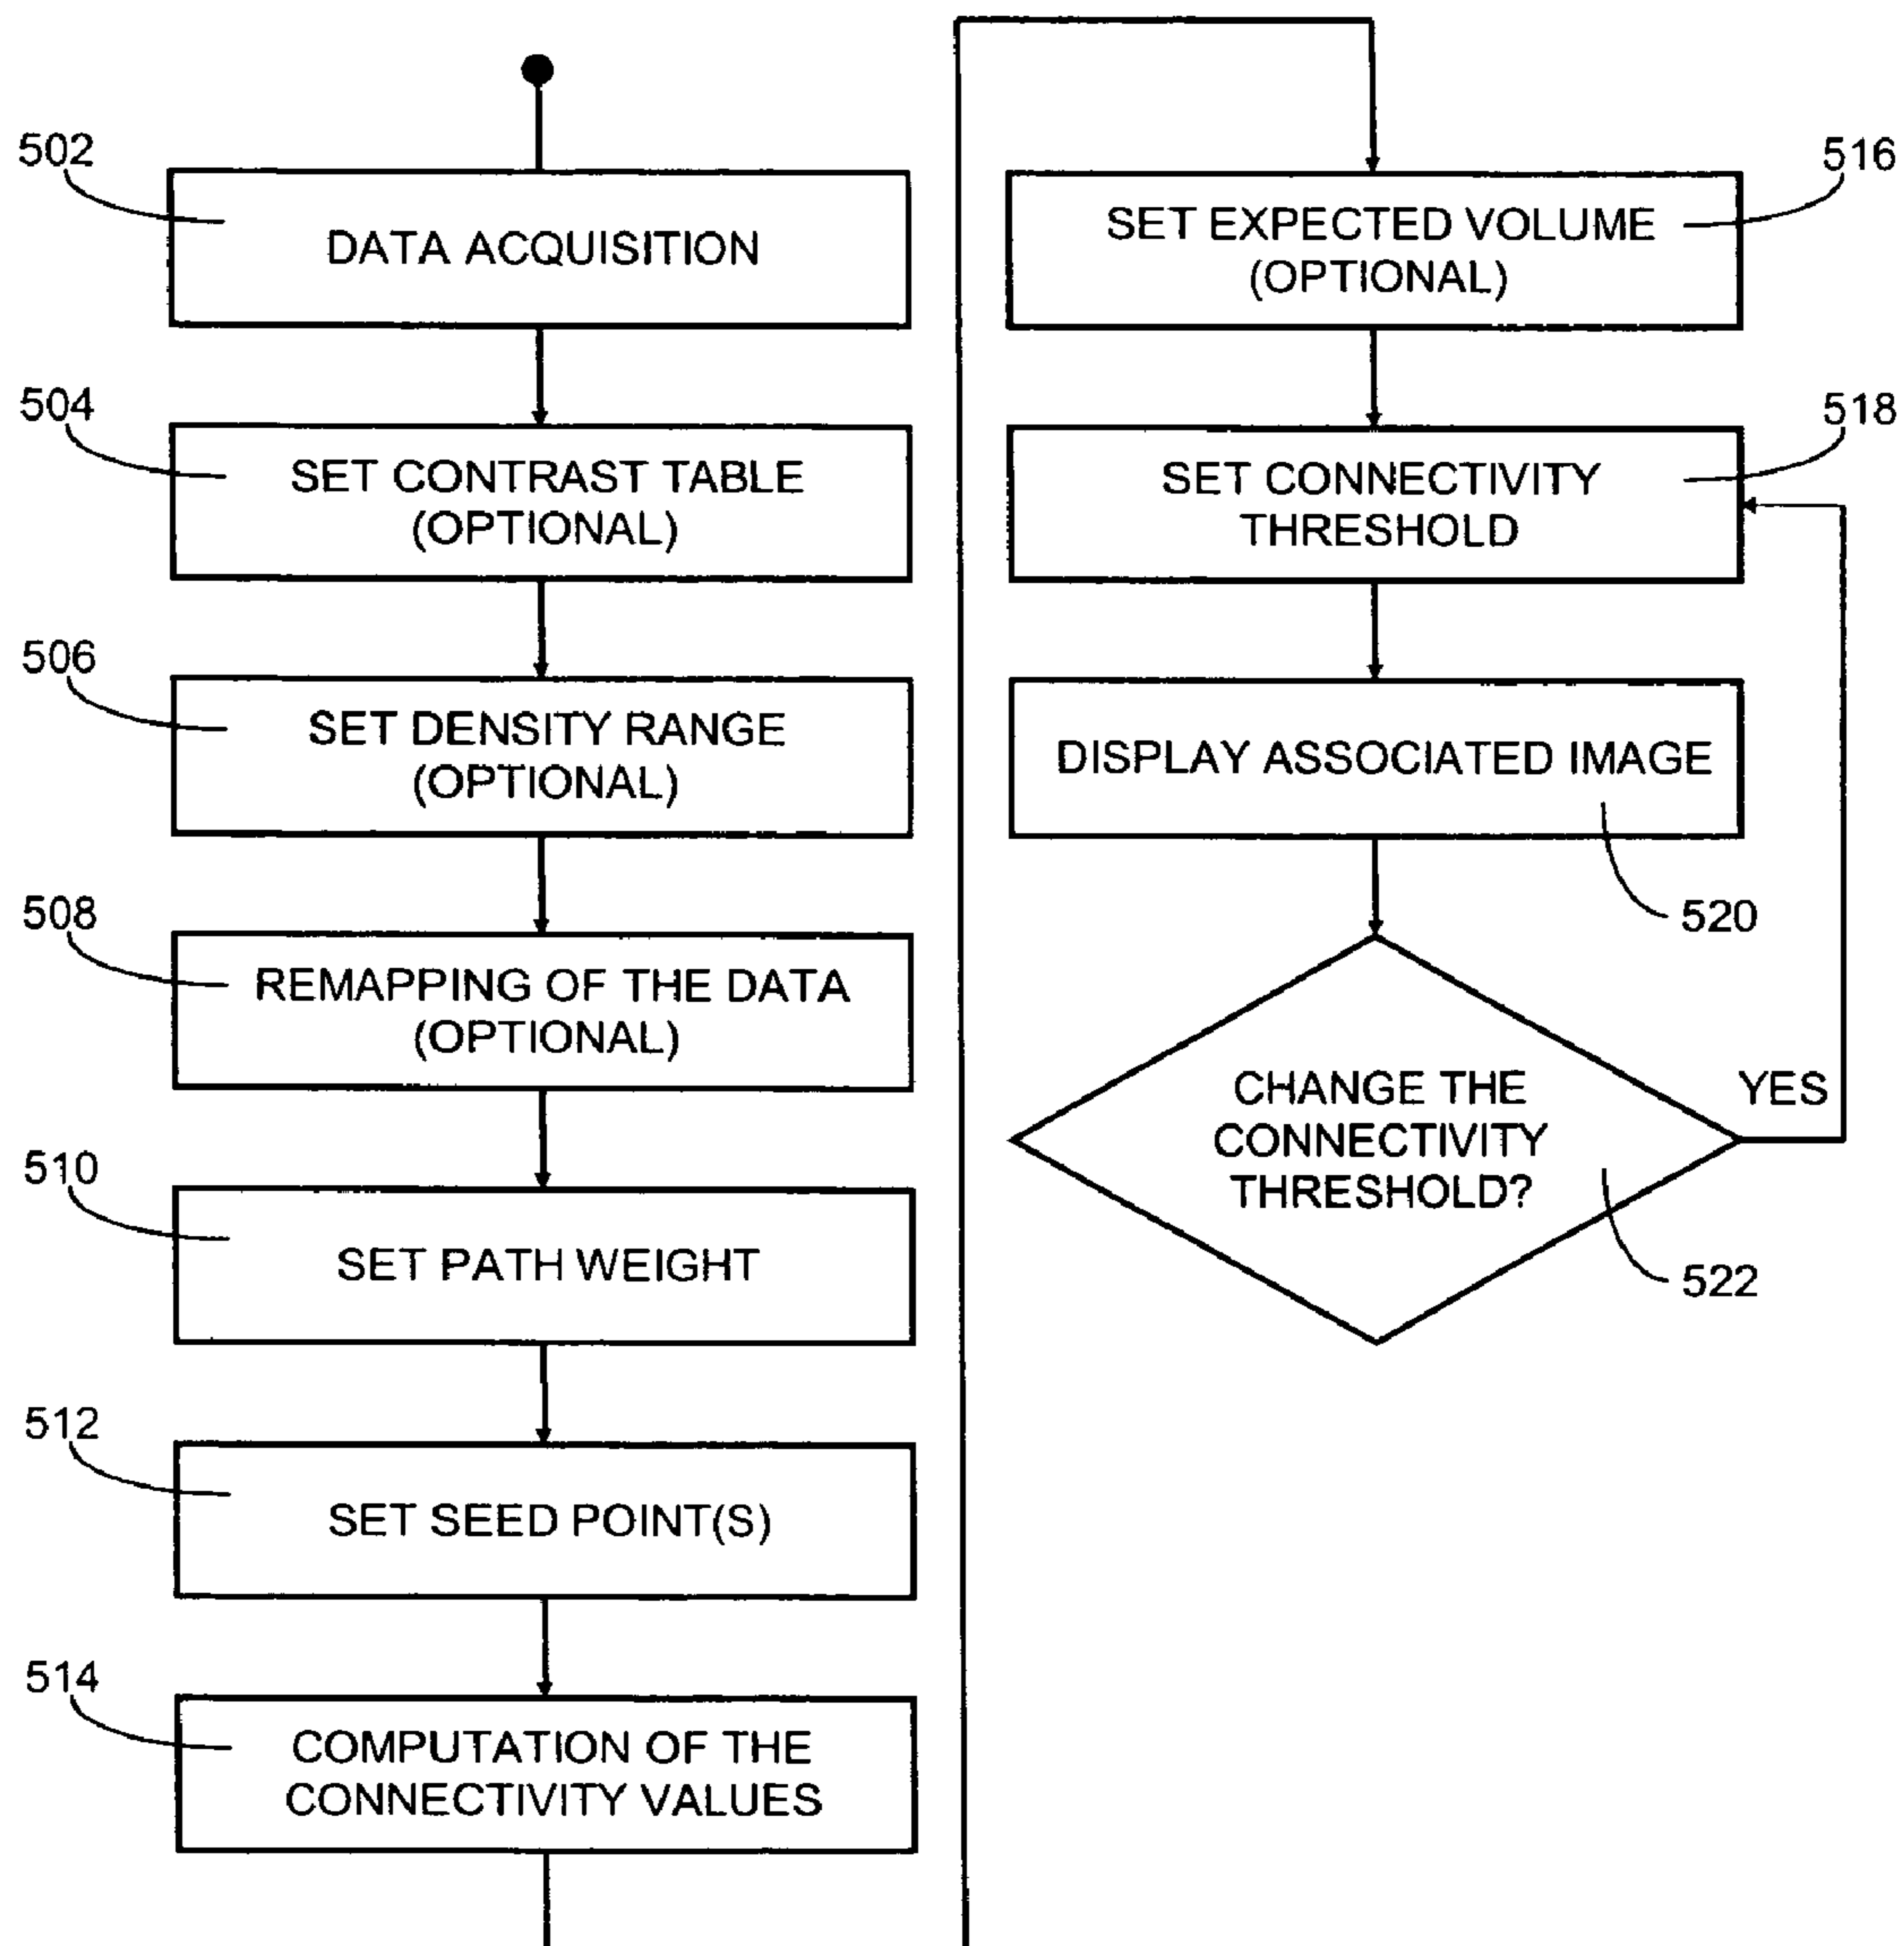 502
DATA ACQUISITION
504
SET CONTRAST TABLE
(OPTIONAL)
506
SET DENSITY RANGE
(OPTIONAL)
508
REMAPPING OF THE DATA
(OPTIONAL)
510
SET PATH WEIGHT
512
SET SEED POINT(S)
514
COMPUTATION OF THE
CONNECTIVITY VALUES
516
SET EXPECTED VOLUME
(OPTIONAL)
518
SET CONNECTIVITY
THRESHOLD
DISPLAY ASSOCIATED IMAGE
520
CHANGE THE
CONNECTIVITY
THRESHOLD?
YES
522